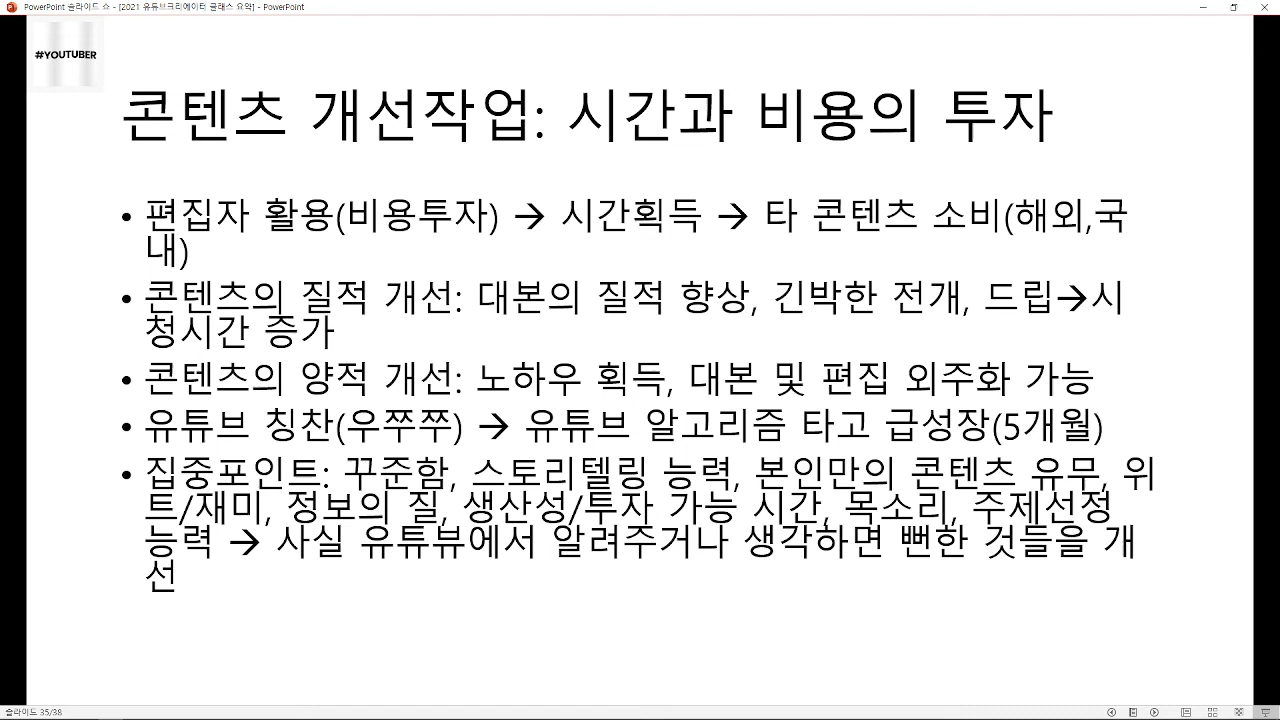 PowerPoint 슬라이드 쇼 - [2021 유튜브크리에이터 클래스 요약] - PowerPoint
#YOUTUBER
콘텐츠 개선작업: 시간과 비용의 투자
• 편집자 활용(비용투자) → 시간획득 → 타 콘텐츠 소비(해외,국
내)
• 콘텐츠의 질적 개선: 대본의 질적 향상, 긴박한 전개, 드립→시
청시간 증가
• 콘텐츠의 양적 개선: 노하우 획득, 대본 및 편집 외주화 가능
• 유튜브 칭찬(우쭈쭈) → 유튜브 알고리즘 타고 급성장(5개월)
• 집중포인트: 꾸준함, 스토리텔링 능력, 본인만의 콘텐츠 유무, 위
트/재미, 정보의 질, 생산성/투자 가능 시간, 목소리, 주제선정
능력 → 사실 유튜뷰에서 알려주거나 생각하면 뻔한 것들을 개
선
슬라이드 35/38